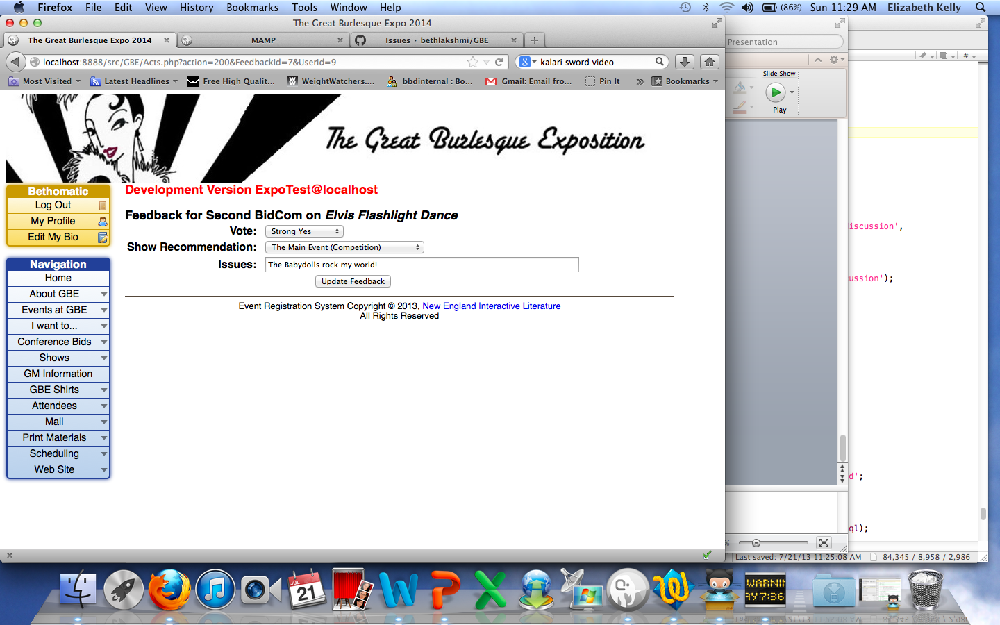 Firefox File Edit View History Bookmarks Tools Window Help (86%) Sun 11:29 AM Elizabeth Kelly
The Great Burlesque Expo 2014
The Great Burlesque Expo 2014 MAMP Issues · bethlakshmi/GBE
localhost:8888/src/GBE/Acts.php?action=200&FeedbackId=7&UserId=9 kalari sword video
Most Visited Latest Headlines Free High Qualit... WeightWatchers.... bbdinternal : Bo... Gmail: Email fro... Pin It » Bookmarks
The Great Burlesque Exposition
Bethomatic
Log Out
My Profile
Edit My Bio
Navigation
Home
About GBE
Events at GBE
I want to...
Conference Bids
Shows
GM Information
GBE Shirts
Attendees
Mail
Print Materials
Scheduling
Web Site
Development Version ExpoTest@localhost
Feedback for Second BidCom on Elvis Flashlight Dance
Vote: Strong Yes
Show Recommendation: The Main Event (Competition)
Issues: The Babydolls rock my world!
Update Feedback
Event Registration System Copyright © 2013, New England Interactive Literature
All Rights Reserved
Presentation
Slide Show
Play
%
#
iscussion',
ussion');
d';
ql);
Last saved: 7/21/13 11:25:08 AM 84,345 / 8,958 / 2,986
JUL
21
WARNIN
AY 7:36